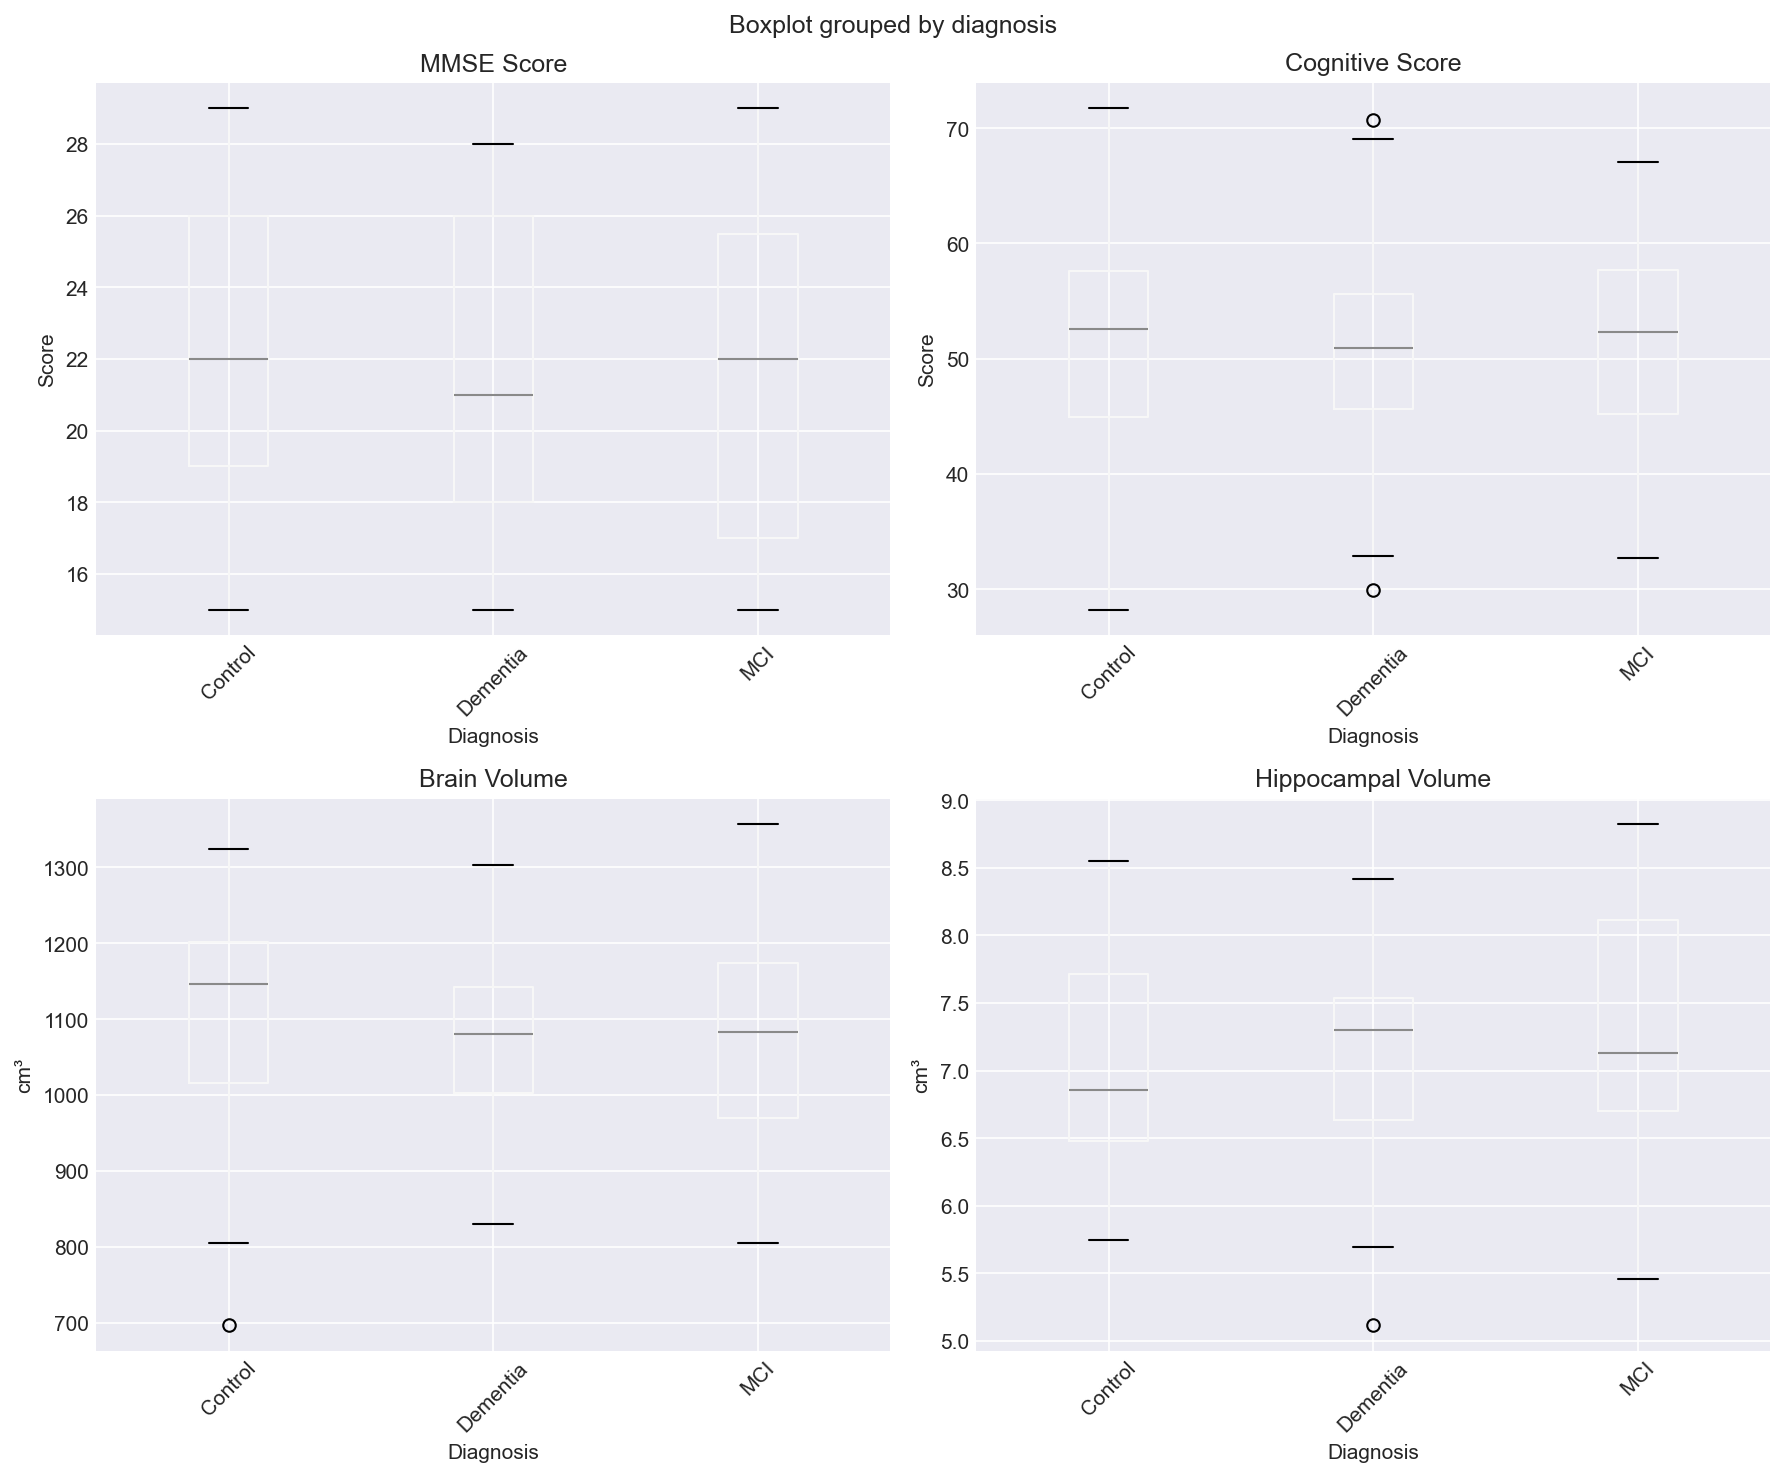 Boxplot grouped by diagnosis
MMSE Score
28
26
24
22
20
18
16
Score
Control
Dementia
MCI
Diagnosis
Cognitive Score
70
60
50
40
30
Score
Control
Dementia
MCI
Diagnosis
Brain Volume
1300
1200
1100
1000
900
800
700
cm³
Control
Dementia
MCI
Diagnosis
Hippocampal Volume
9.0
8.5
8.0
7.5
7.0
6.5
6.0
5.5
5.0
cm³
Control
Dementia
MCI
Diagnosis